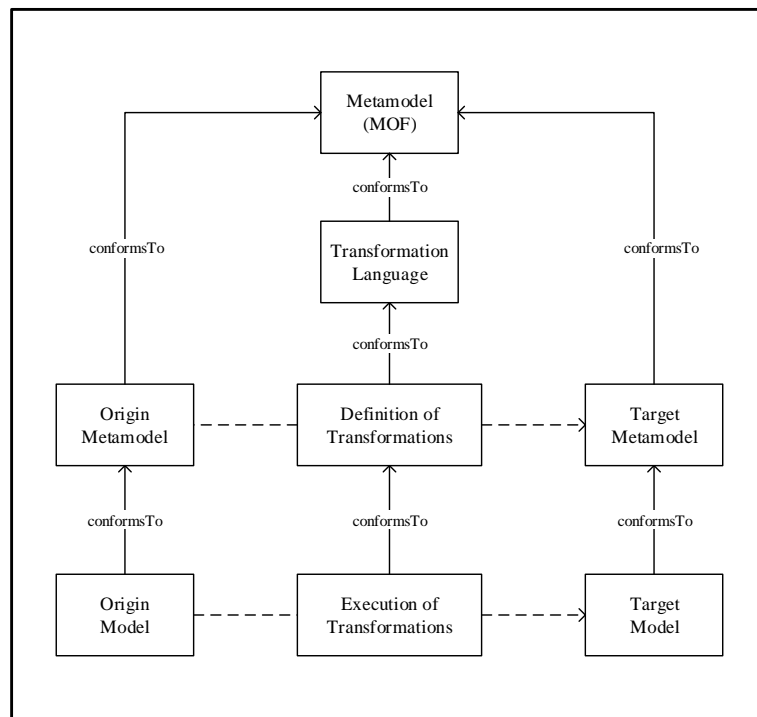 Metamodel
(MOF)
conformsTo
Transformation
Language
conformsTo
conformsTo
conformsTo
Origin
Metamodel
Definition of
Transformations
Target
Metamodel
conformsTo
conformsTo
conformsTo
Origin
Model
Execution of
Transformations
Target
Model